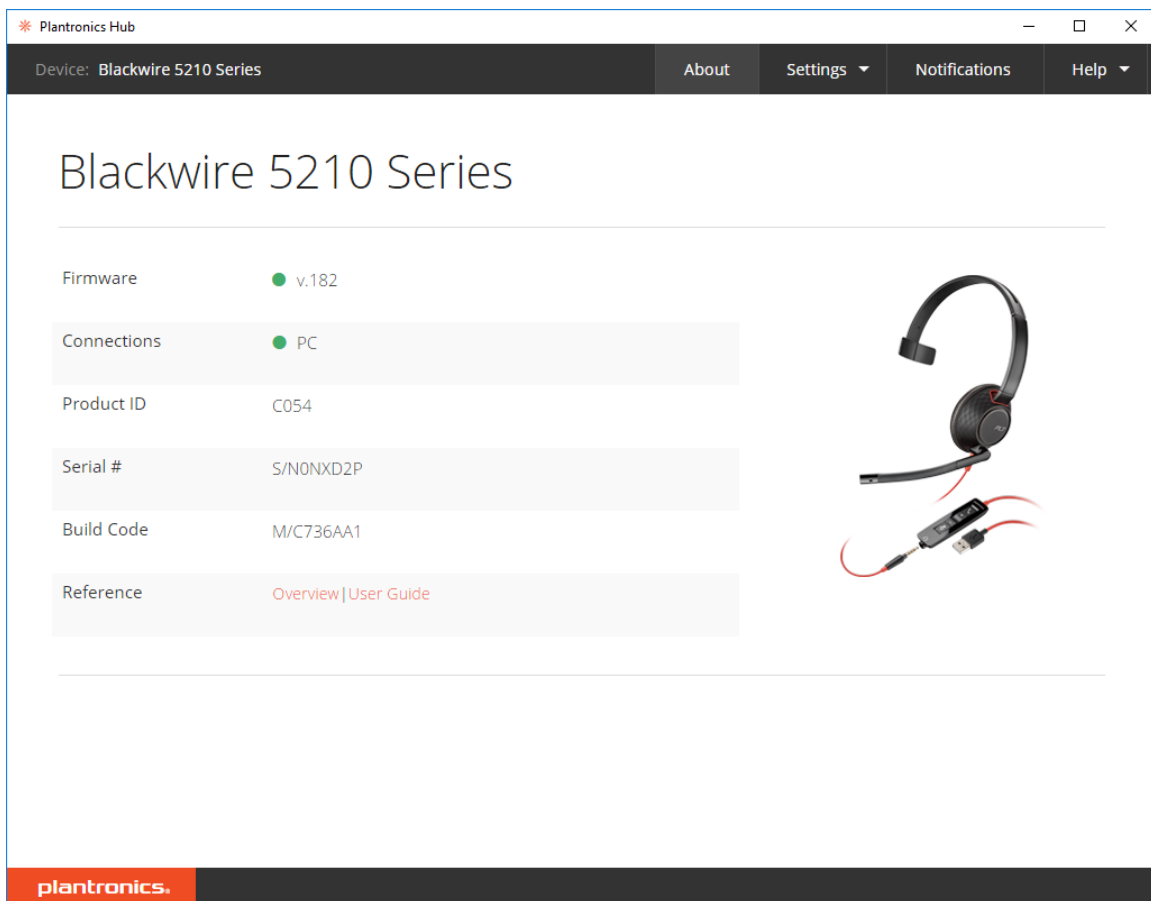 Plantronics Hub
Device: Blackwire 5210 Series About Settings Notifications Help
Blackwire 5210 Series
Firmware v.182
Connections PC
Product ID C054
Serial # S/N0NXD2P
Build Code M/C736AA1
Reference Overview|User Guide
PLT
plantronics.